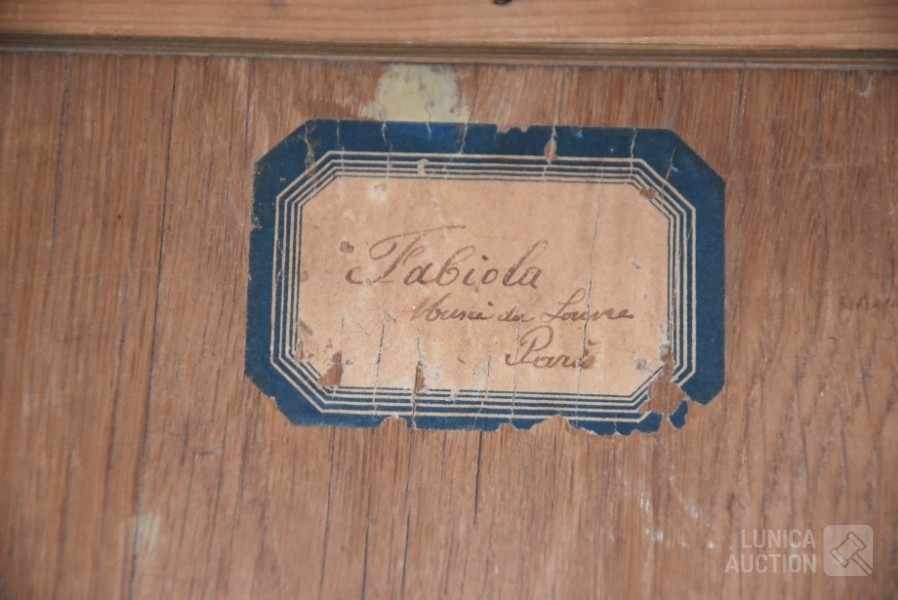 Fabiola
Musée du Louvre
Paris
LUNICA
AUCTION